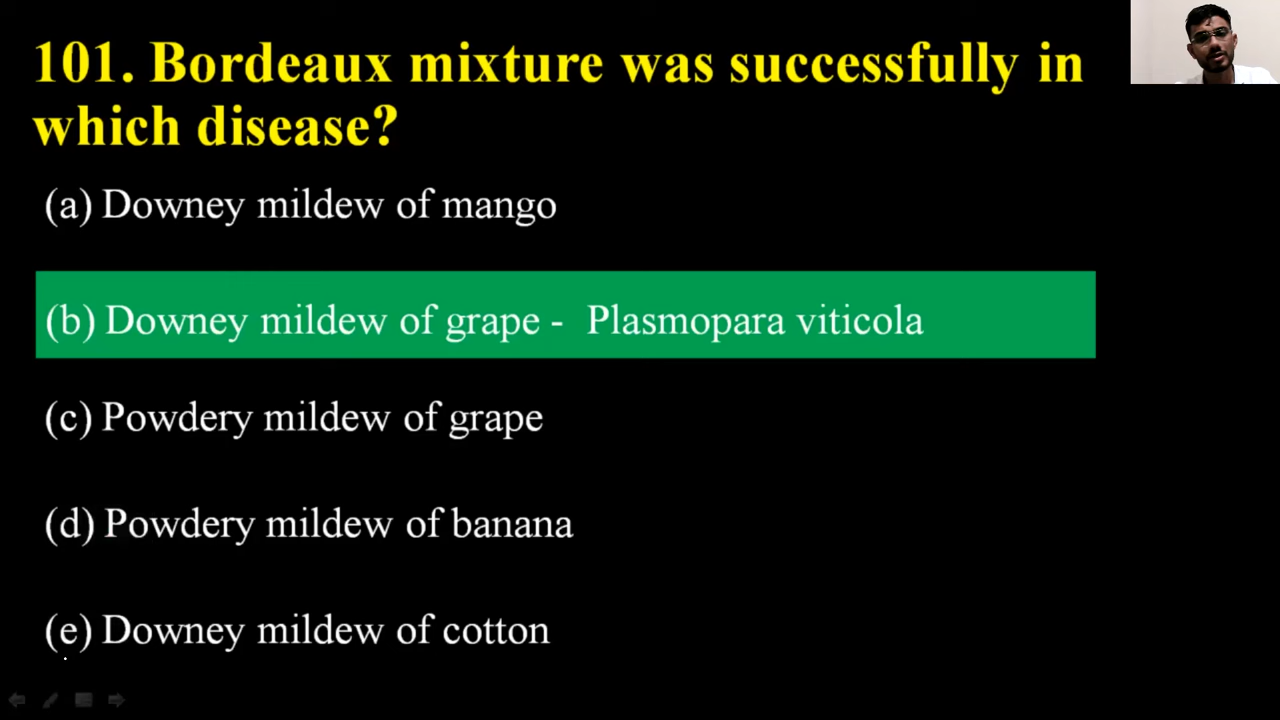 101. Bordeaux mixture was successfully in
which disease?
(a) Downey mildew of mango
(b) Downey mildew of grape - Plasmopara viticola
(c) Powdery mildew of grape
(d) Powdery mildew of banana
(e) Downey mildew of cotton